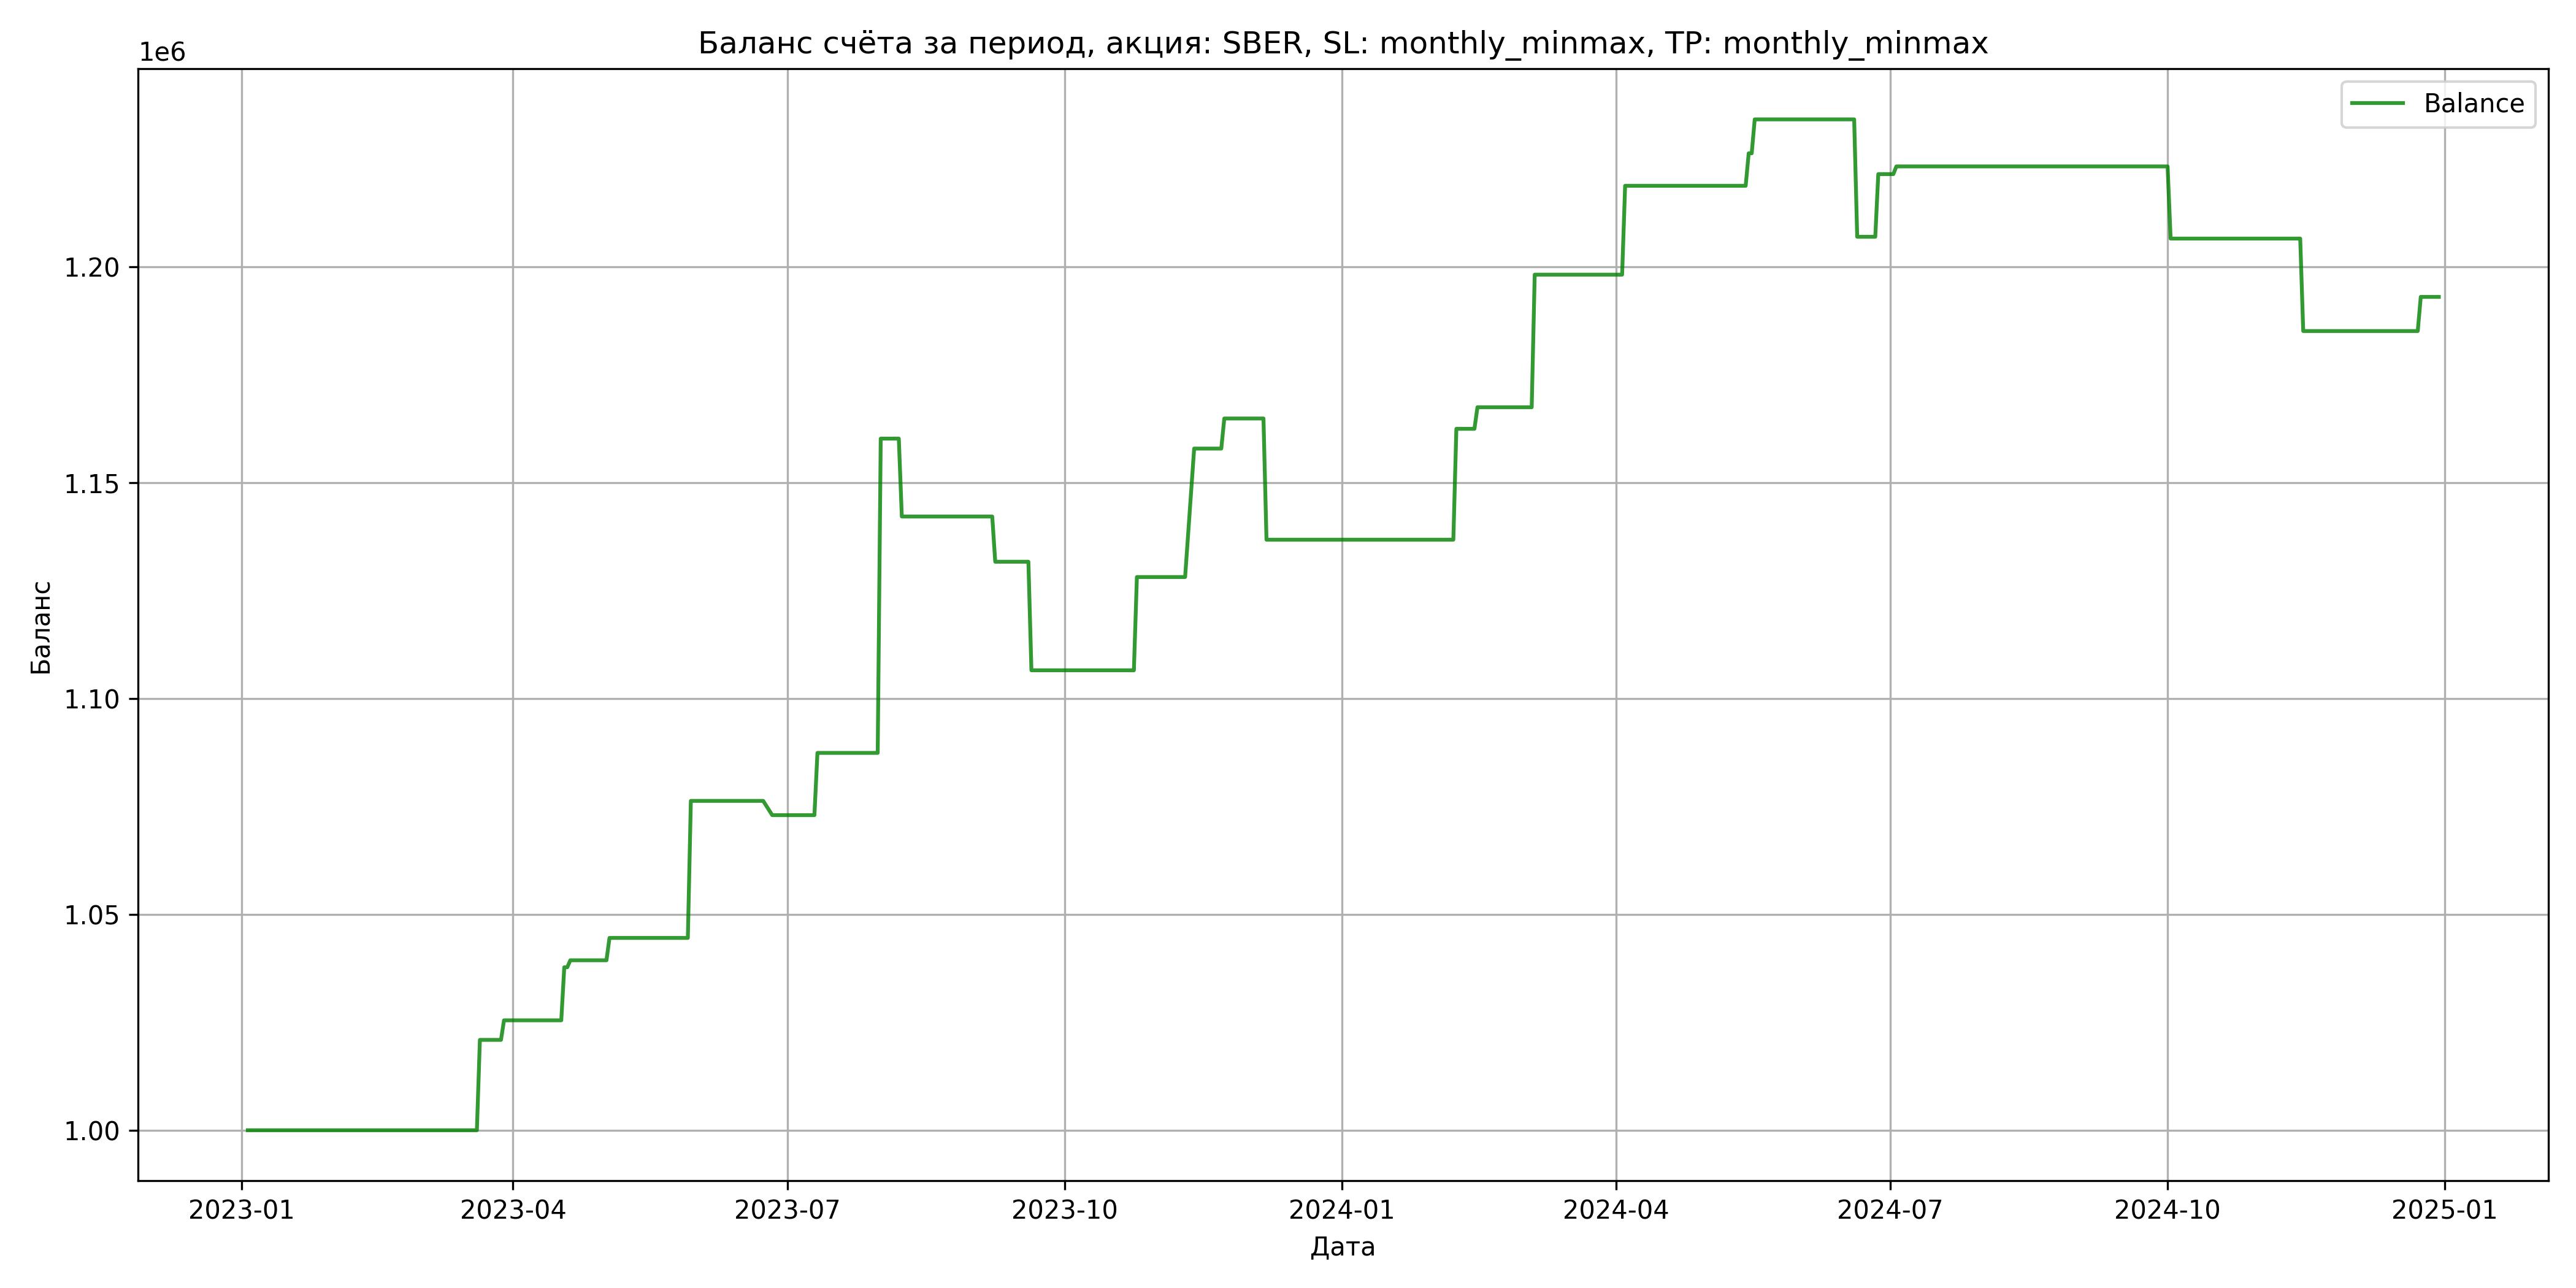 Баланс счёта за период, акция: SBER, SL: monthly_minmax, TP: monthly_minmax
1e6
Balance
1.20
1.15
1.10
1.05
1.00
Баланс
2023-01 2023-04 2023-07 2023-10 2024-01 2024-04 2024-07 2024-10 2025-01
Дата